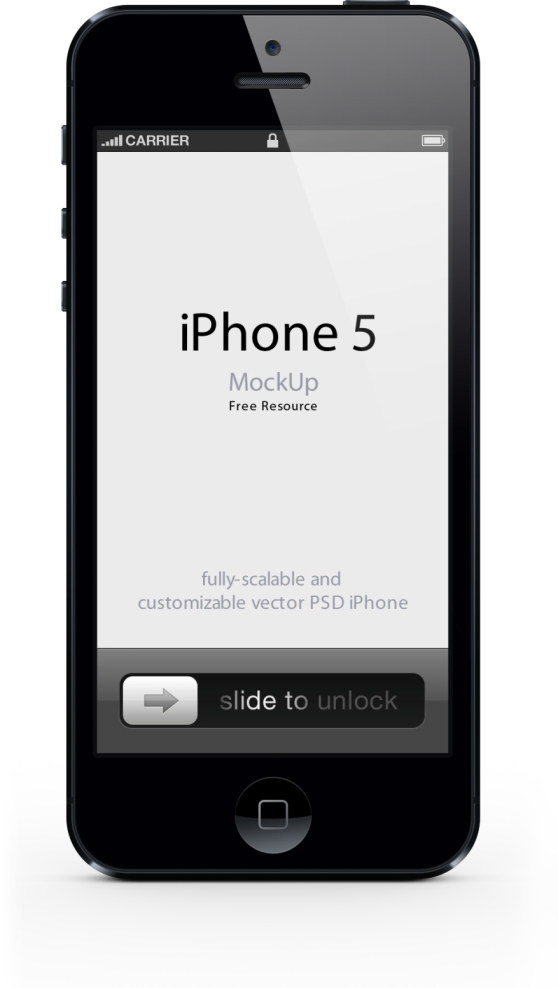 CARRIER
iPhone 5
MockUp
Free Resource
fully-scalable and
customizable vector PSD iPhone
slide to unlock